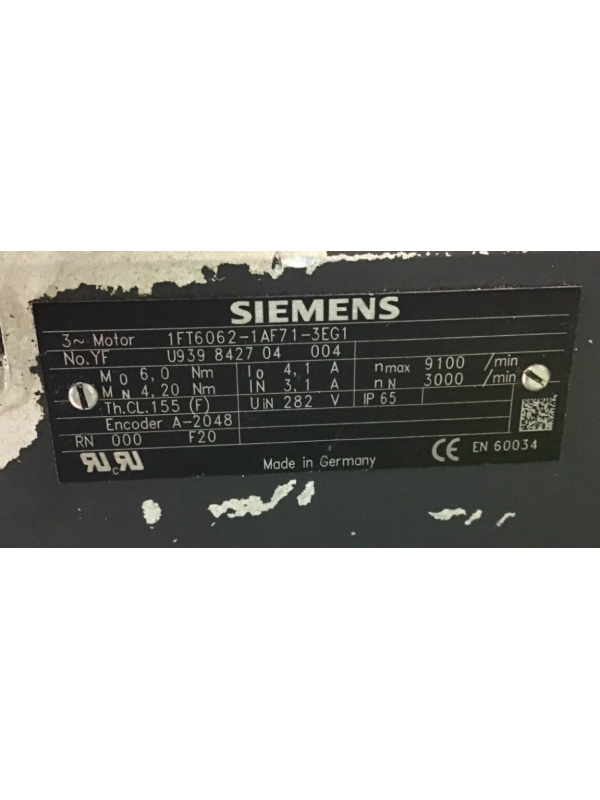 SIEMENS
3~ Motor 1FT6062-1AF71-3EG1
No.YF U939 8427 04 004
M0 6,0 Nm I0 4,1 A nmax 9100 /min
MN 4,20 Nm IN 3,1 A nN 3000 /min
Th.CL.155 (F) UIN 282 V IP 65
Encoder A-2048
RN 000 F20
Made in Germany CE EN 60034